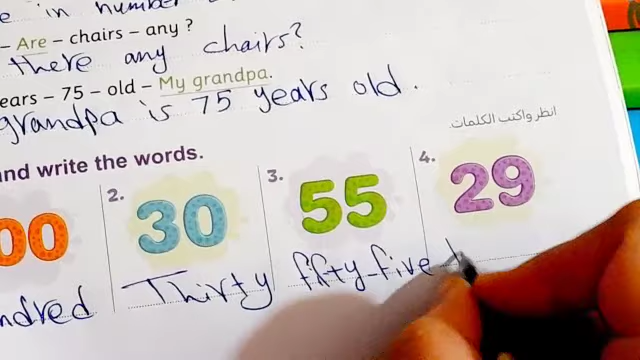 in number
– Are – chairs – any ?
there any chairs?
ears – 75 – old – My grandpa.
grandpa is 75 years old .
انظر واكتب الكلمات.
nd write the words.
00
2. 30
3. 55
4. 29
ndred
Thirty
fifty-five